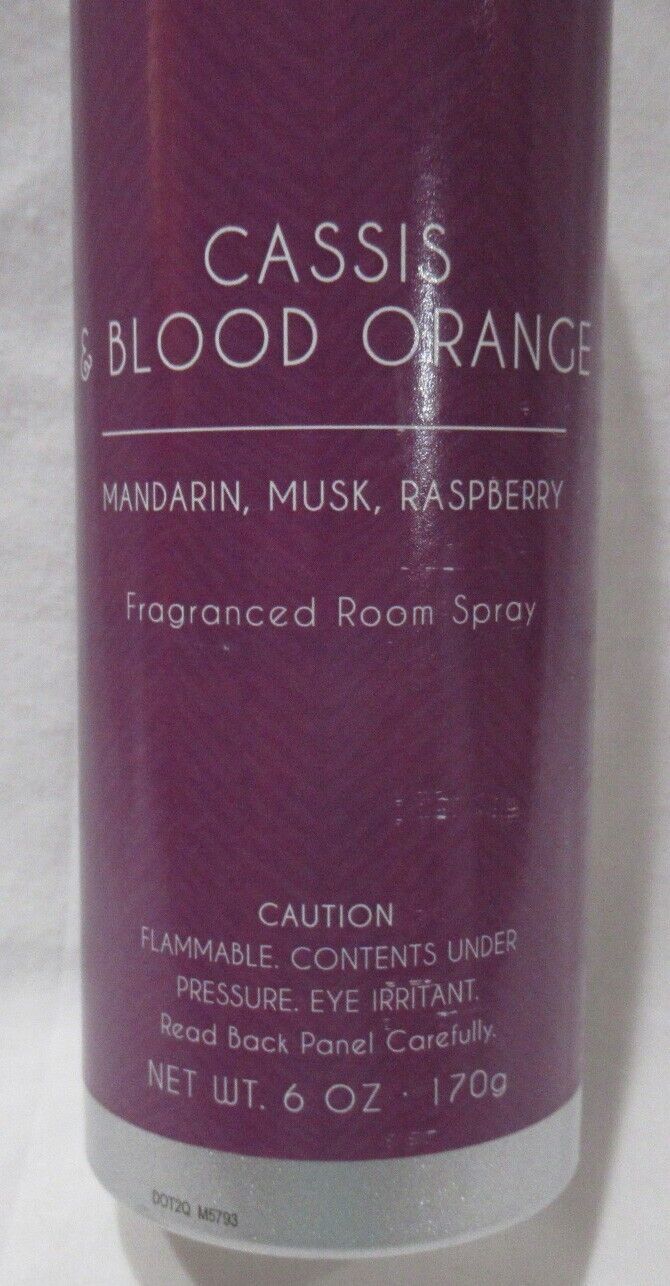 CASSIS
& BLOOD ORANGE
MANDARIN, MUSK, RASPBERRY
Fragranced Room Spray
CAUTION
FLAMMABLE. CONTENTS UNDER
PRESSURE. EYE IRRITANT.
Read Back Panel Carefully.
NET WT. 6 OZ · 170g
DOT2Q M5793